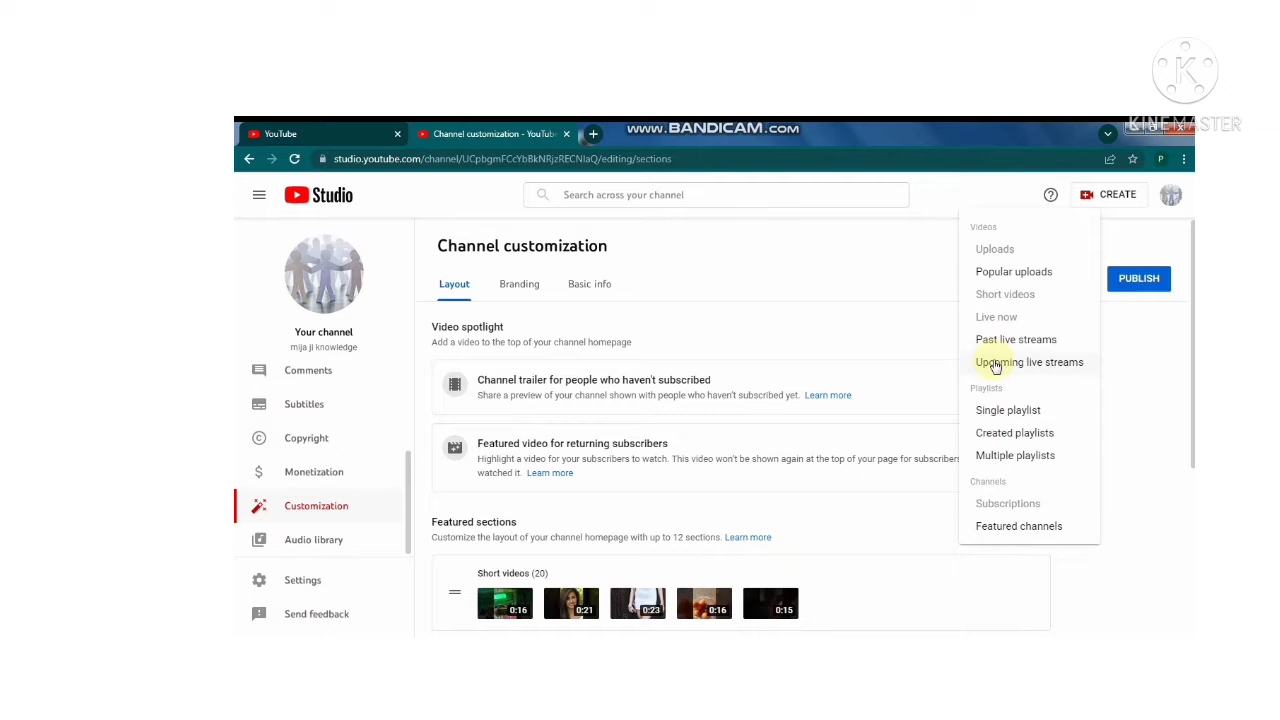 KINEMASTER
WWW.BANDICAM.COM
YouTube
Channel customization - YouTube
studio.youtube.com/channel/UCpbgmFCcYbBkNRjzRECNIaQ/editing/sections
P
Studio
Search across your channel
CREATE
Your channel
mija ji knowledge
Comments
Subtitles
Copyright
Monetization
Customization
Audio library
Settings
Send feedback
Channel customization
PUBLISH
Layout
Branding
Basic info
Video spotlight
Add a video to the top of your channel homepage
Channel trailer for people who haven't subscribed
Share a preview of your channel shown with people who haven't subscribed yet. Learn more
Featured video for returning subscribers
Highlight a video for your subscribers to watch. This video won't be shown again at the top of your page for subscribers
watched it. Learn more
Featured sections
Customize the layout of your channel homepage with up to 12 sections. Learn more
Short videos (20)
0:16
0:21
0:23
0:16
0:15
Videos
Uploads
Popular uploads
Short videos
Live now
Past live streams
Upcoming live streams
Playlists
Single playlist
Created playlists
Multiple playlists
Channels
Subscriptions
Featured channels